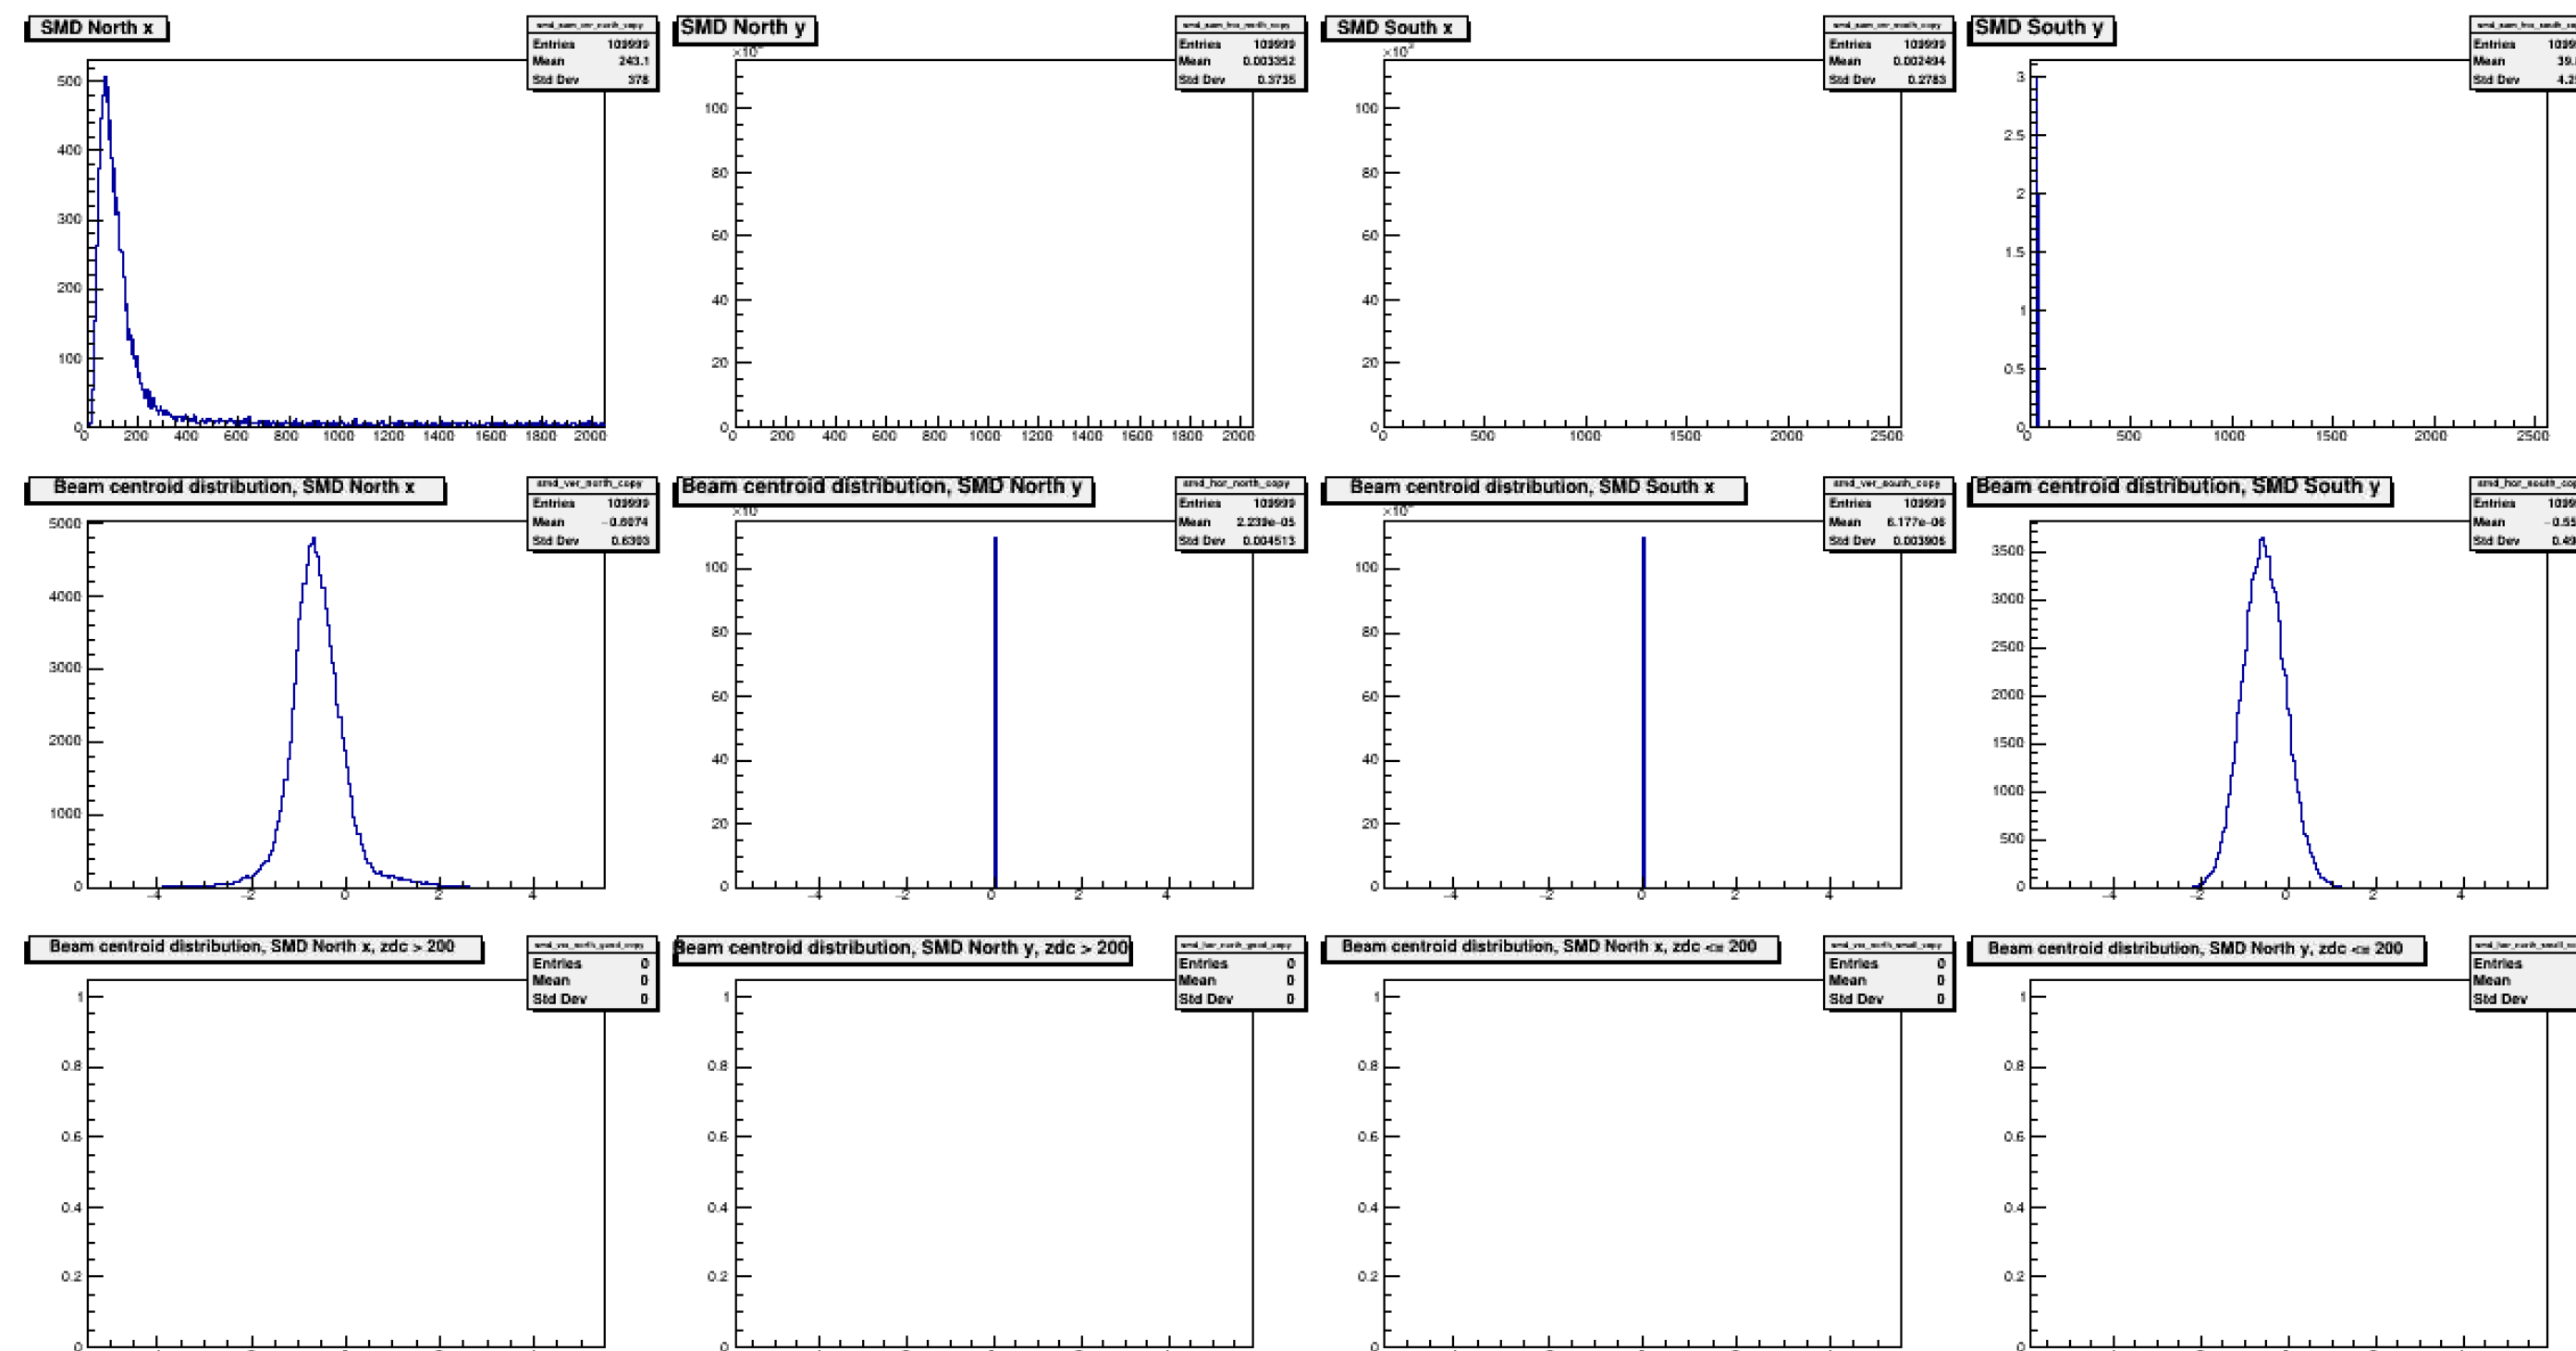 SMD North x
Entries 109999
Mean 243.1
Std Dev 378
500
400
300
200
100
0
0 200 400 600 800 1000 1200 1400 1600 1800 2000
SMD North y
Entries 109999
Mean 0.003352
Std Dev 0.3735
100
80
60
40
20
0
0 200 400 600 800 1000 1200 1400 1600 1800 2000
SMD South x
Entries 109999
Mean 0.002494
Std Dev 0.2783
×10³
100
80
60
40
20
0
0 500 1000 1500 2000 2500
SMD South y
Entries
Mean
Std Dev
3
2.5
2
1.5
1
0.5
0
0 500 1000 1500 2000 2500
Beam centroid distribution, SMD North x
smd_ver_north_copy
Entries 109999
Mean −0.6074
Std Dev 0.6303
5000
4000
3000
2000
1000
0
−4 −2 0 2 4
Beam centroid distribution, SMD North y
smd_hor_north_copy
Entries 109999
Mean 2.239e−05
Std Dev 0.004513
100
80
60
40
20
0
−4 −2 0 2 4
Beam centroid distribution, SMD South x
smd_ver_south_copy
Entries 109999
Mean 6.177e−06
Std Dev 0.003906
100
80
60
40
20
0
−4 −2 0 2 4
Beam centroid distribution, SMD South y
Entries
Mean
Std Dev
3500
3000
2500
2000
1500
1000
500
0
−4 −2 0 2 4
Beam centroid distribution, SMD North x, zdc > 200
Entries 0
Mean 0
Std Dev 0
1
0.8
0.6
0.4
0.2
0
Beam centroid distribution, SMD North y, zdc > 200
Entries 0
Mean 0
Std Dev 0
1
0.8
0.6
0.4
0.2
0
Beam centroid distribution, SMD North x, zdc <= 200
Entries 0
Mean 0
Std Dev 0
1
0.8
0.6
0.4
0.2
0
Beam centroid distribution, SMD North y, zdc <= 200
Entries
Mean
Std Dev
1
0.8
0.6
0.4
0.2
0